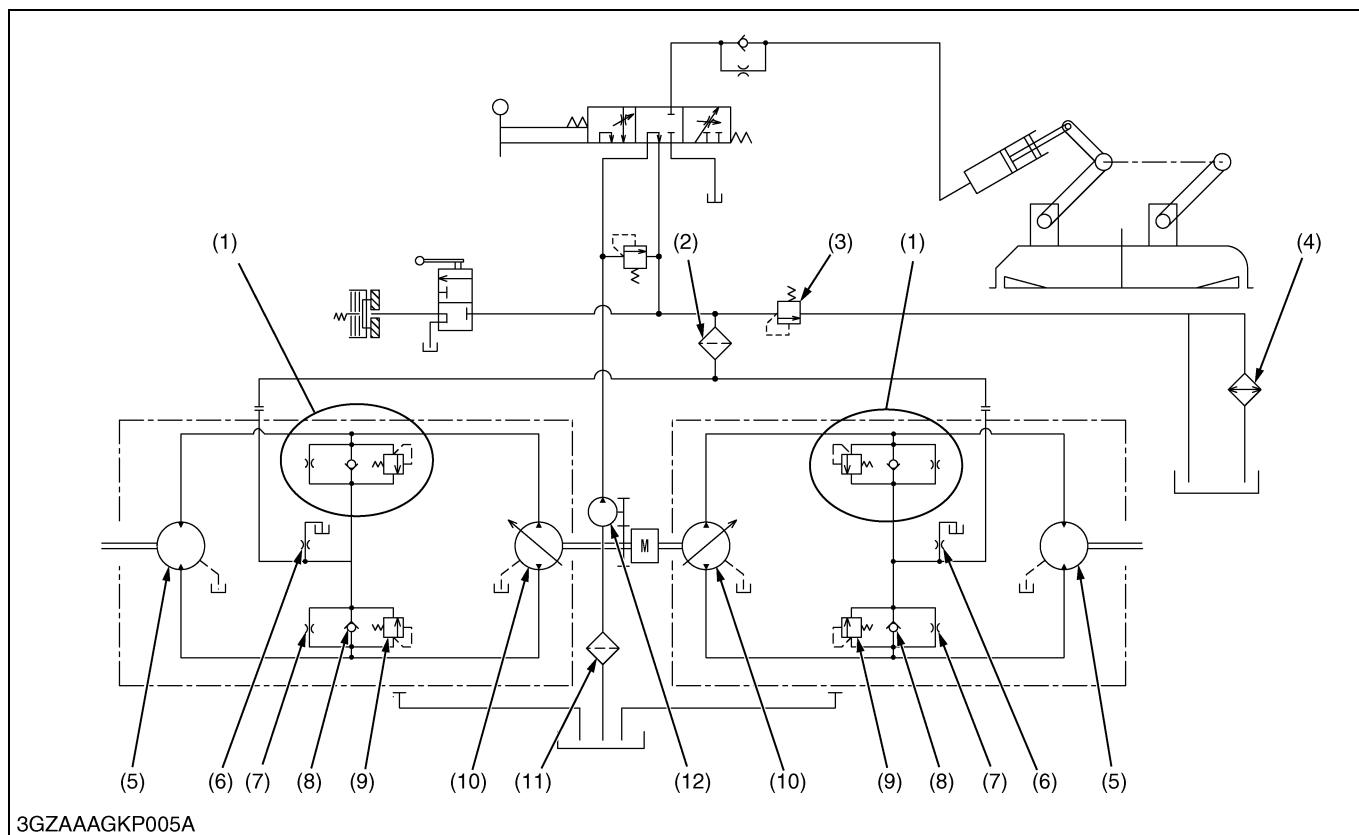 (1) (2) (3) (1) (4)
M
(5) (6) (7) (8) (9) (10) (11) (12) (10) (9) (8) (7) (6) (5)
3GZAAAGKP005A